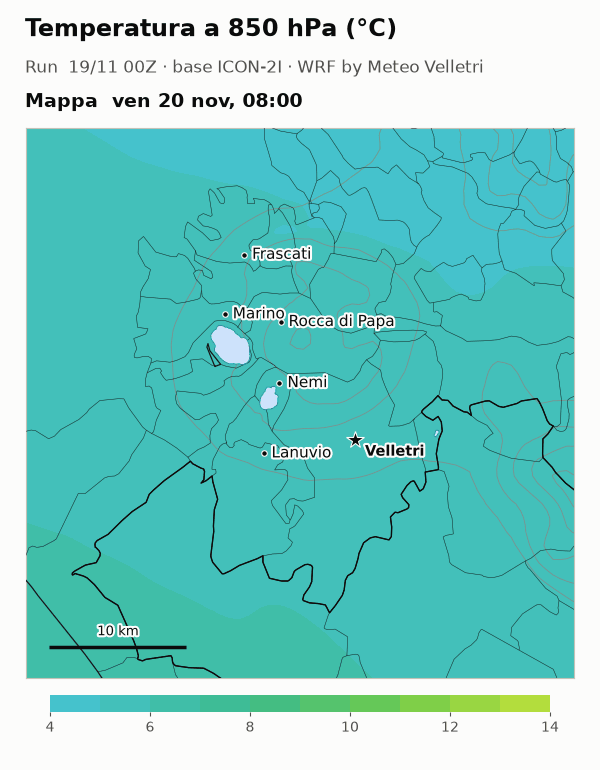 Temperatura a 850 hPa (°C)
Run  19/11 00Z · base ICON-2I · WRF by Meteo Velletri
Mappa  ven 20 nov, 08:00
Frascati
Marino
Rocca di Papa
Nemi
Velletri
Lanuvio
10 km
4 6 8 10 12 14